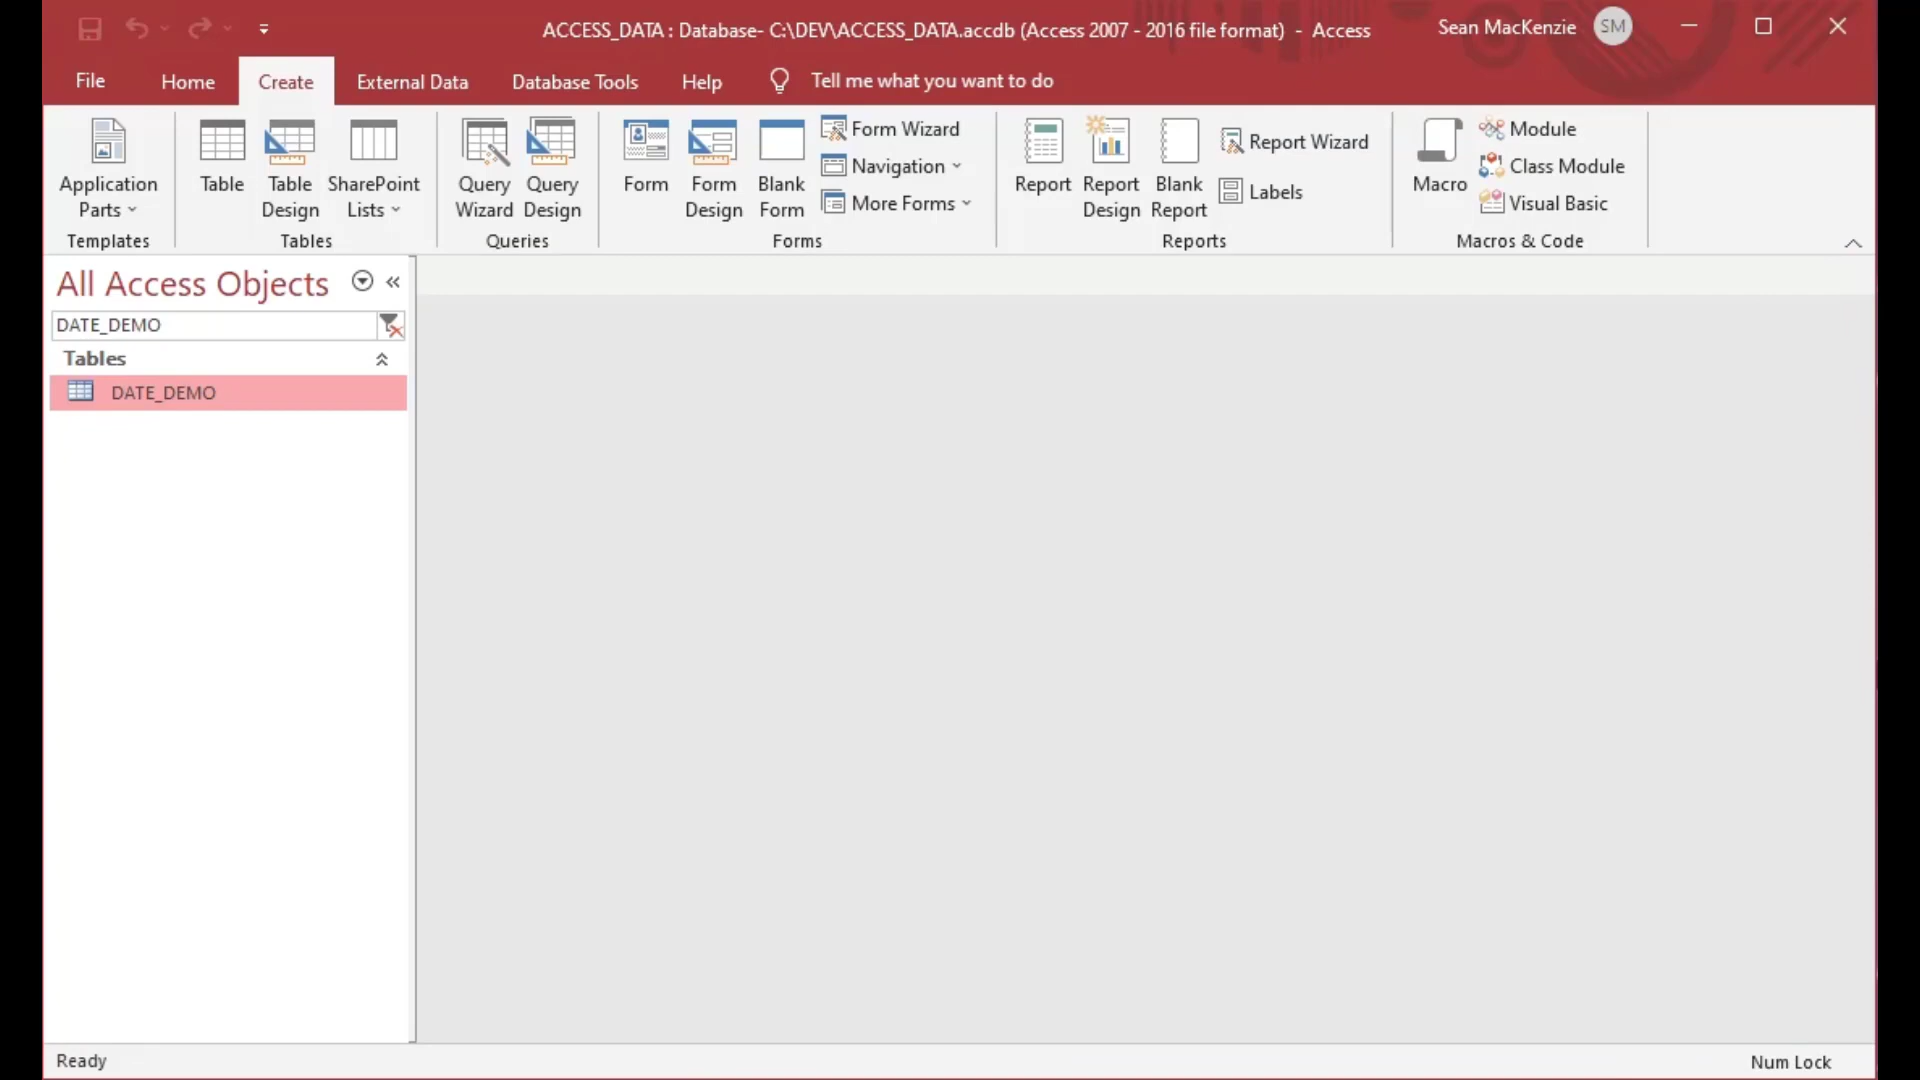 ACCESS_DATA : Database- C:\DEV\ACCESS_DATA.accdb (Access 2007 - 2016 file format) - Access
Sean MacKenzie SM
File Home Create External Data Database Tools Help Tell me what you want to do
Application Parts
Templates
Table
Table Design
SharePoint Lists
Tables
Query Wizard
Query Design
Queries
Form
Form Design
Blank Form
Form Wizard
Navigation
More Forms
Forms
Report
Report Design
Blank Report
Report Wizard
Labels
Reports
Macro
Module
Class Module
Visual Basic
Macros & Code
All Access Objects
DATE_DEMO
Tables
DATE_DEMO
Ready
Num Lock